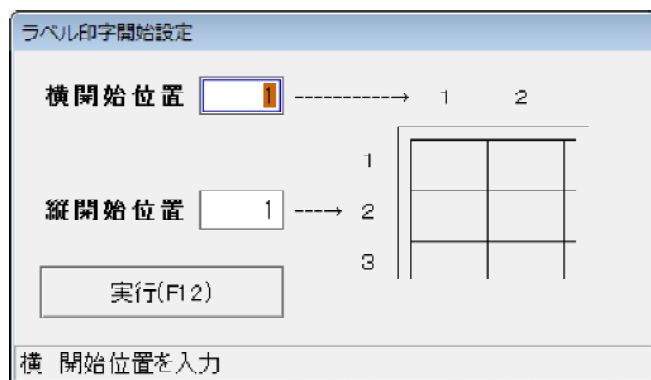 ラベル印字開始設定
横開始位置 1 -----------→ 1 2
1
縦開始位置 1 ----→ 2
3
実行(F12)
横 開始位置を入力